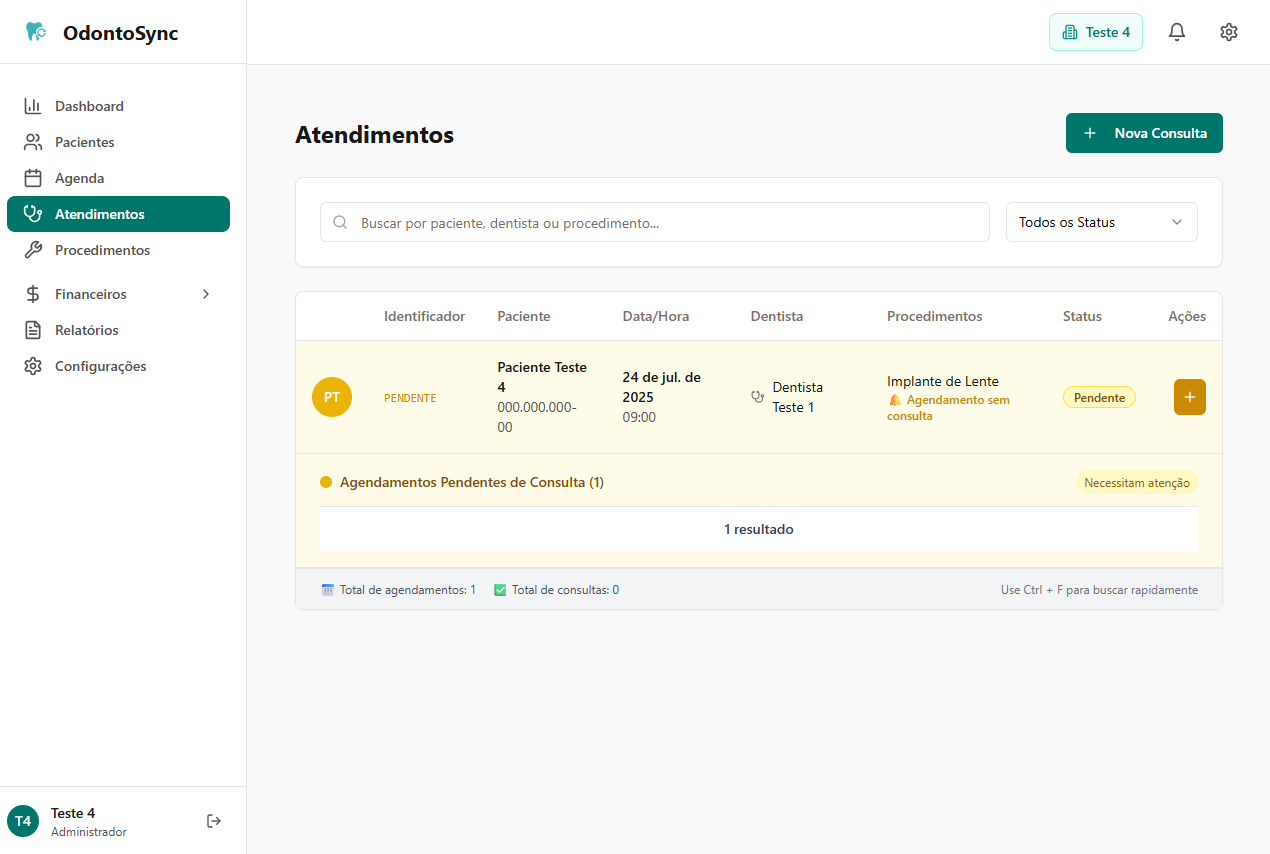 OdontoSync
Teste 4
Dashboard
Pacientes
Agenda
Atendimentos
Procedimentos
Financeiros
Relatórios
Configurações
Atendimentos
Nova Consulta
Buscar por paciente, dentista ou procedimento...
Todos os Status
Identificador Paciente Data/Hora Dentista Procedimentos Status Ações
PT
PENDENTE
Paciente Teste
4
000.000.000-
00
24 de jul. de
2025
09:00
Dentista
Teste 1
Implante de Lente
Agendamento sem
consulta
Pendente
Agendamentos Pendentes de Consulta (1)
Necessitam atenção
1 resultado
Total de agendamentos: 1
Total de consultas: 0
Use Ctrl + F para buscar rapidamente
T4
Teste 4
Administrador